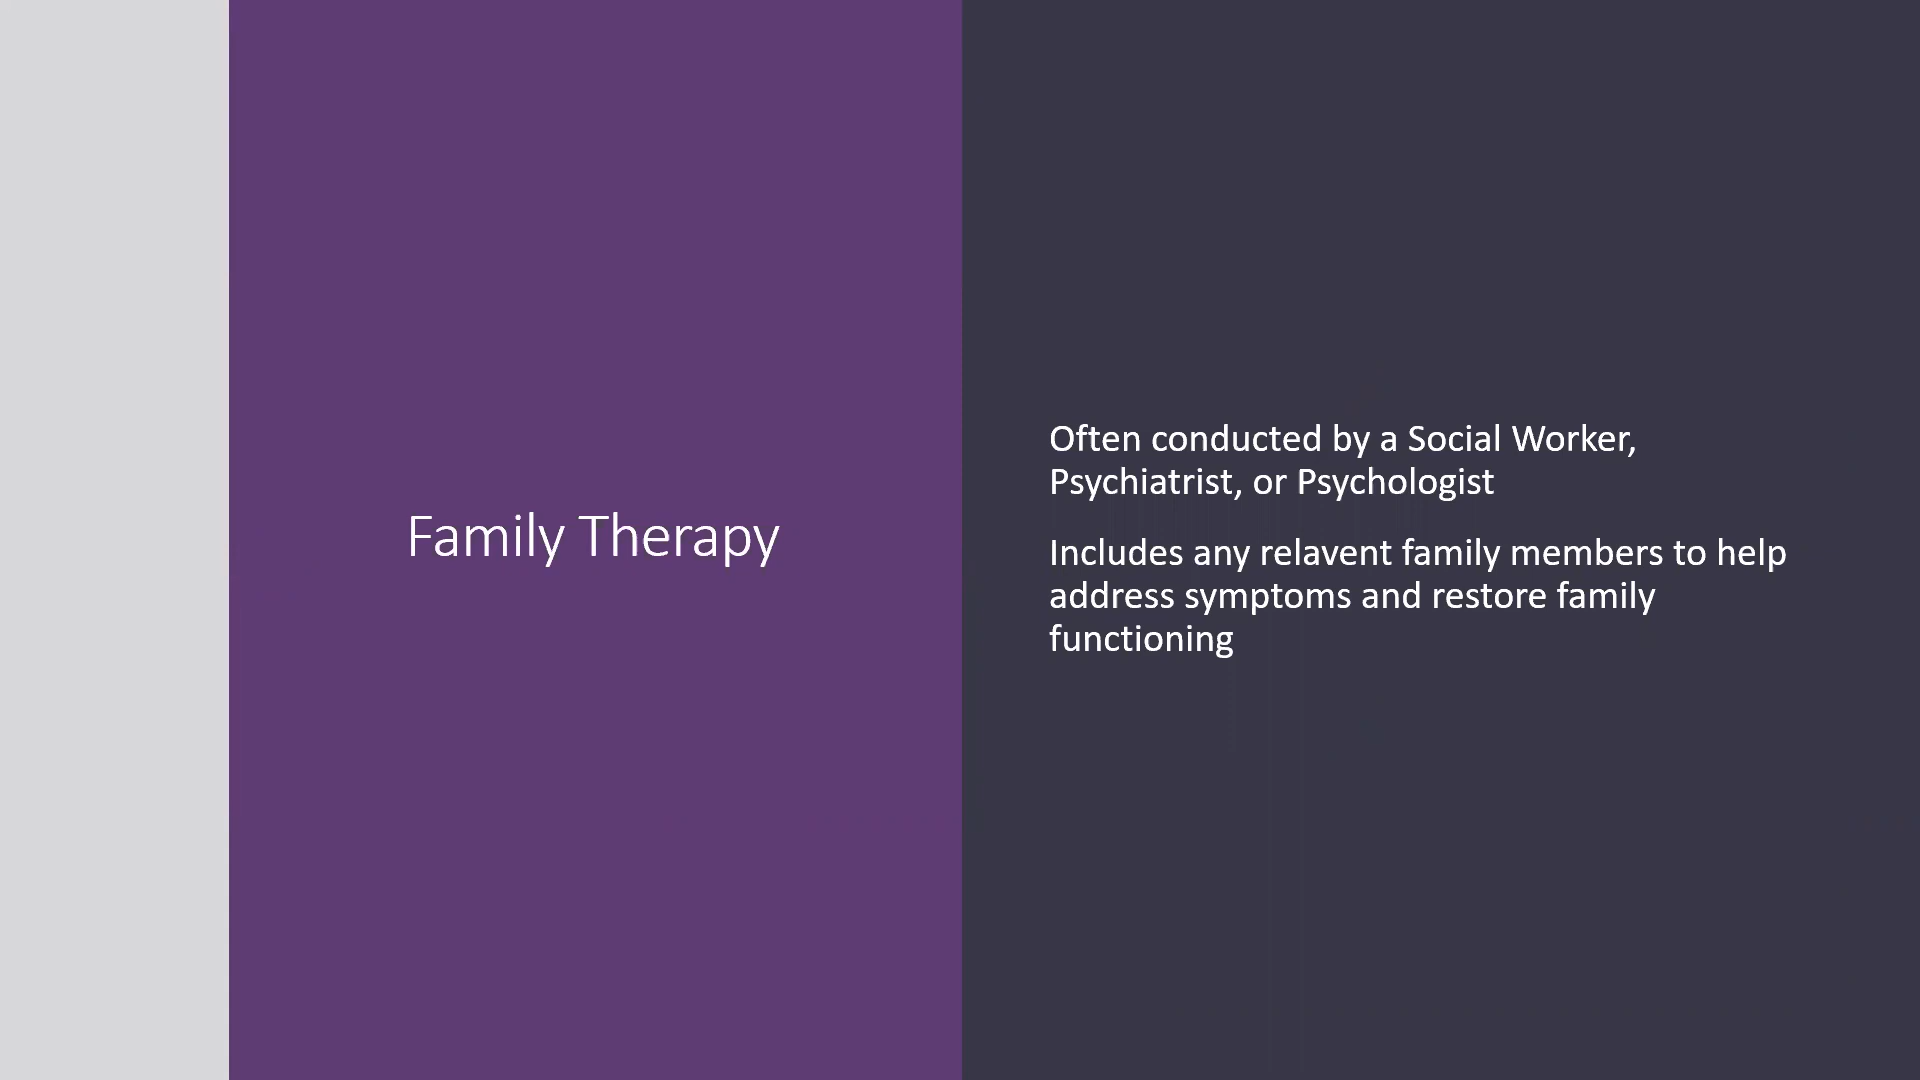 Family Therapy
Often conducted by a Social Worker,
Psychiatrist, or Psychologist
Includes any relavent family members to help
address symptoms and restore family
functioning